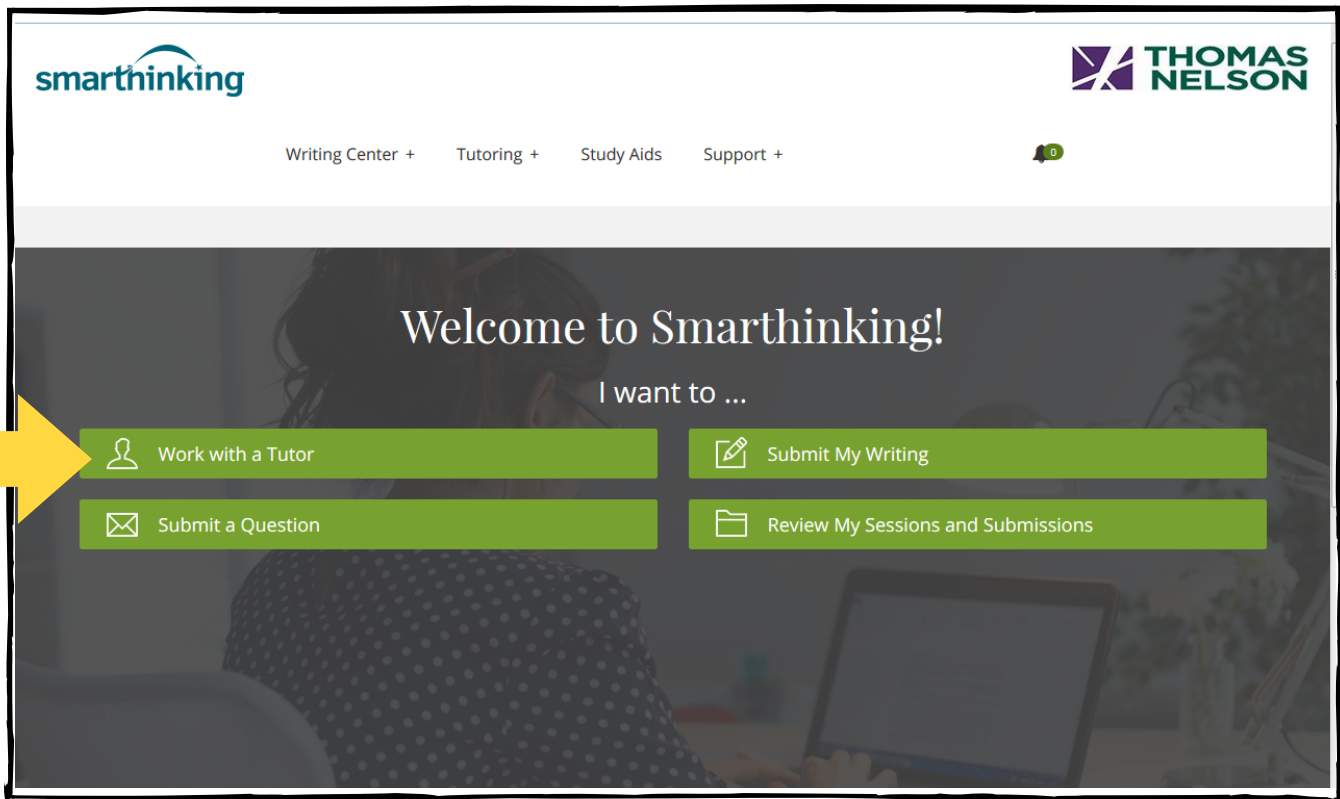 smarthinking
THOMAS
NELSON
Writing Center +
Tutoring +
Study Aids
Support +
0
Welcome to Smarthinking!
I want to ...
Work with a Tutor
Submit My Writing
Submit a Question
Review My Sessions and Submissions